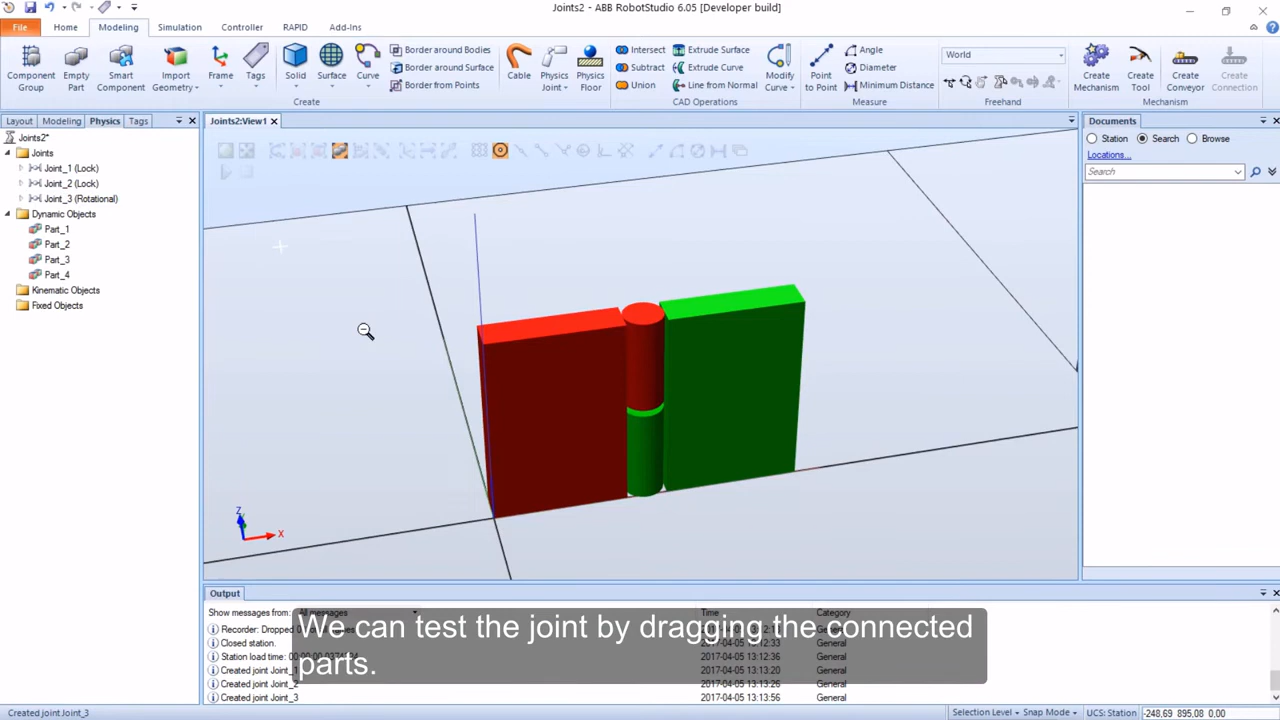 Joints2 - ABB RobotStudio 6.05 [Developer build]
File Home Modeling Simulation Controller RAPID Add-Ins
Component Group
Empty Part
Smart Component
Import Geometry
Frame
Tags
Solid
Surface
Curve
Border around Bodies
Border around Surface
Border from Points
Create
Cable
Physics Joint
Physics Floor
Intersect
Subtract
Union
Extrude Surface
Extrude Curve
Line from Normal
CAD Operations
Modify Curve
Point to Point
Angle
Diameter
Minimum Distance
Measure
World
Freehand
Create Mechanism
Create Tool
Create Conveyor
Create Connection
Mechanism
Layout Modeling Physics Tags
Joints2*
Joints
Joint_1 (Lock)
Joint_2 (Lock)
Joint_3 (Rotational)
Dynamic Objects
Part_1
Part_2
Part_3
Part_4
Kinematic Objects
Fixed Objects
Joints2:View1
Z
X
Documents
Station Search Browse
Locations...
Search
Output
Show messages from: All messages Time Category
Recorder: Dropped General
Closed station. 2017-04-05 13:12:33 General
Station load time: 2017-04-05 13:12:36 General
Created joint Joint_1 2017-04-05 13:13:20 General
Created joint Joint_2 2017-04-05 13:13:26 General
Created joint Joint_3 2017-04-05 13:13:56 General
We can test the joint by dragging the connected
parts.
Created joint Joint_3 Selection Level Snap Mode UCS: Station -248,69 895,08 0,00